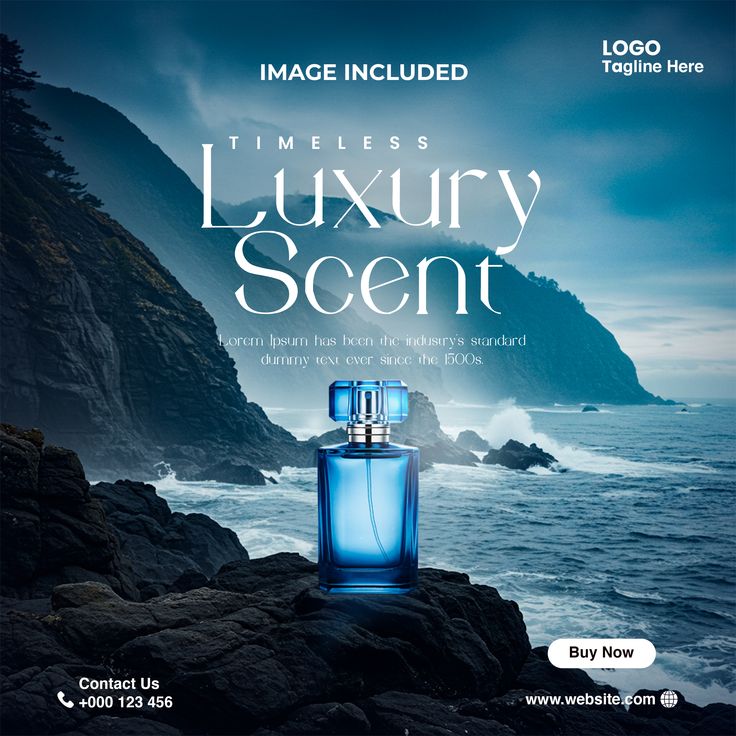 LOGO
Tagline Here
IMAGE INCLUDED
TIMELESS
Luxury
Scent
Lorem Ipsum has been the industry's standard
dummy text ever since the 1500s.
Buy Now
Contact Us
+000 123 456
www.website.com